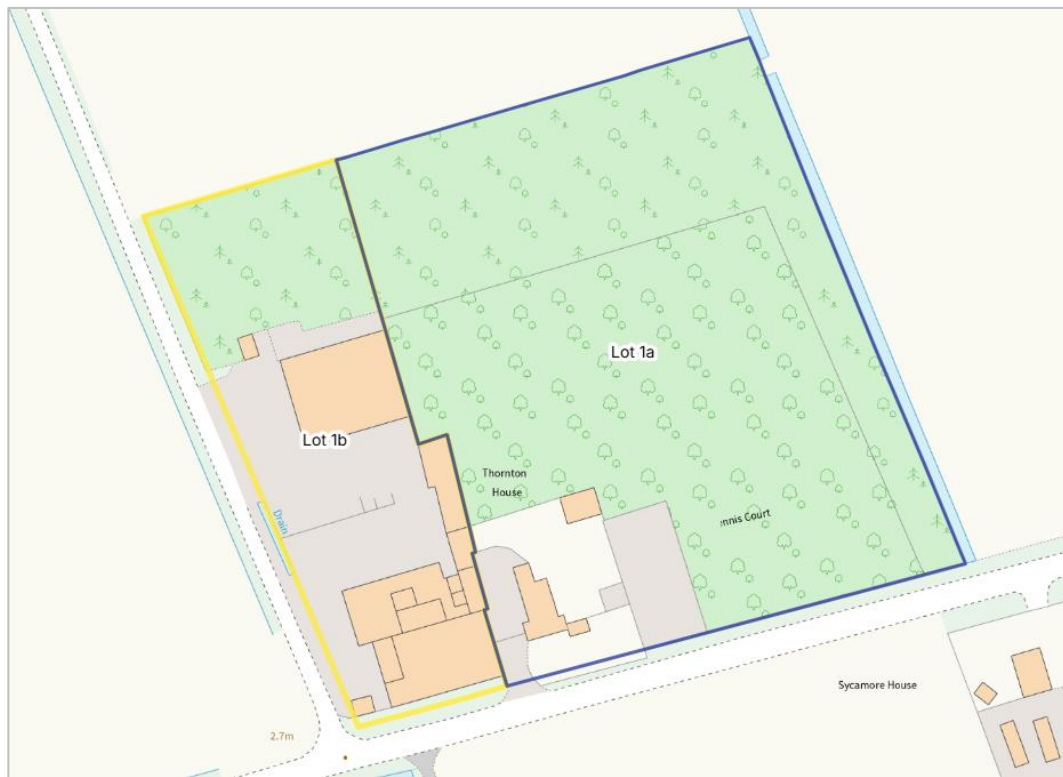 Lot 1a
Lot 1b
Thornton
House
nnis Court
Drain
Sycamore House
2.7m